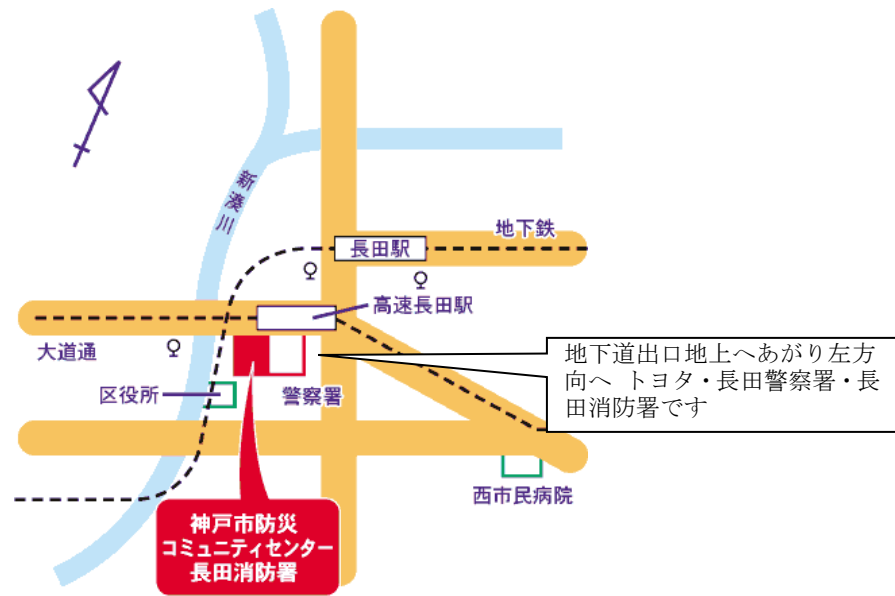 新湊川
地下鉄
長田駅
高速長田駅
大道通
地下道出口地上へあがり左方
向へ トヨタ・長田警察署・長
田消防署です
区役所
警察署
西市民病院
神戸市防災
コミュニティセンター
長田消防署